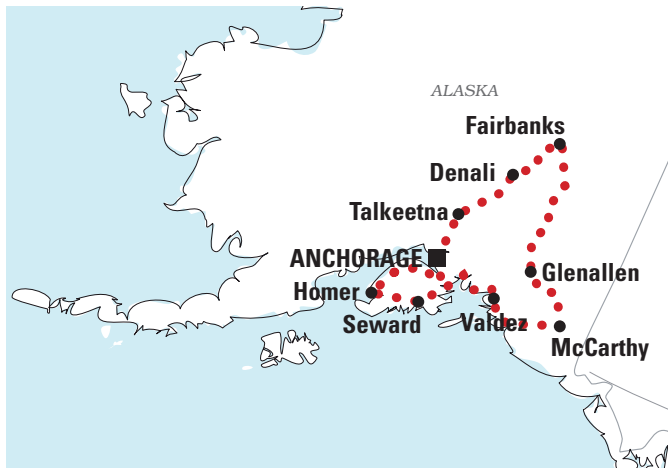 ALASKA
Fairbanks
Denali
Talkeetna
ANCHORAGE
Glenallen
Homer
Seward
Valdez
McCarthy